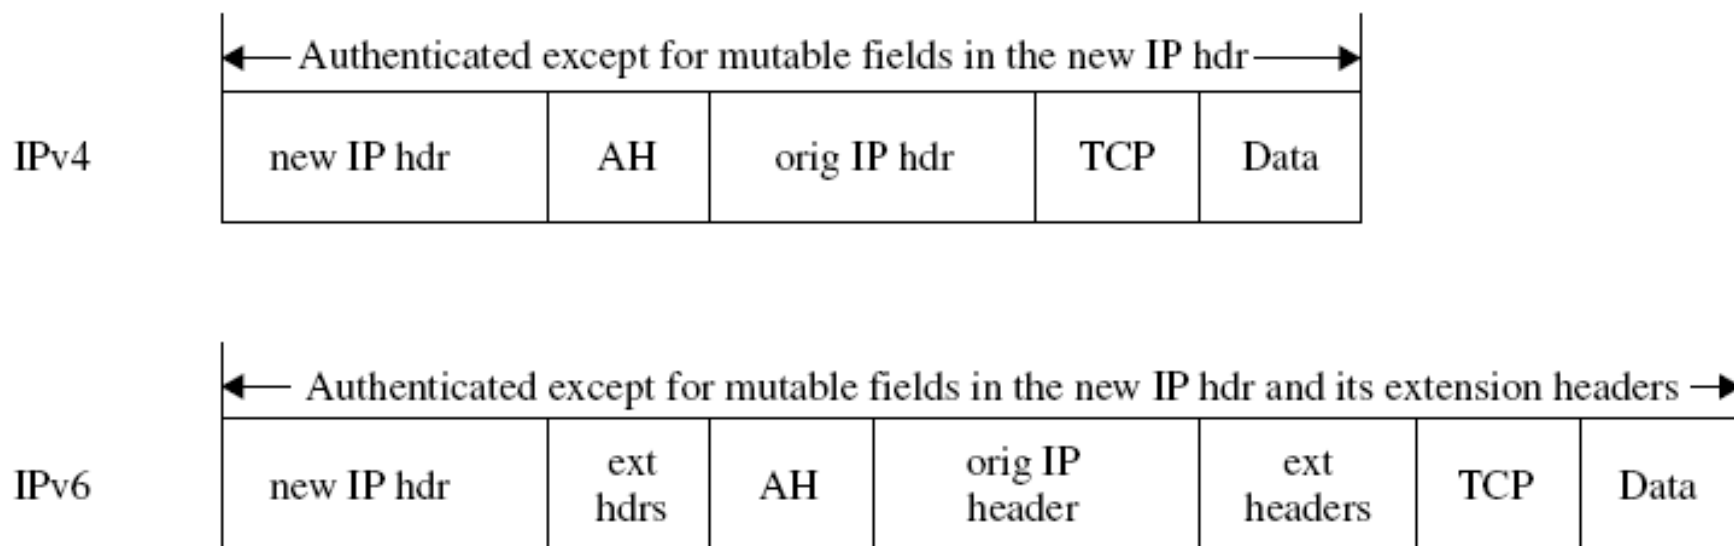 Authenticated except for mutable fields in the new IP hdr
IPv4 new IP hdr AH orig IP hdr TCP Data
Authenticated except for mutable fields in the new IP hdr and its extension headers
IPv6 new IP hdr ext hdrs AH orig IP header ext headers TCP Data